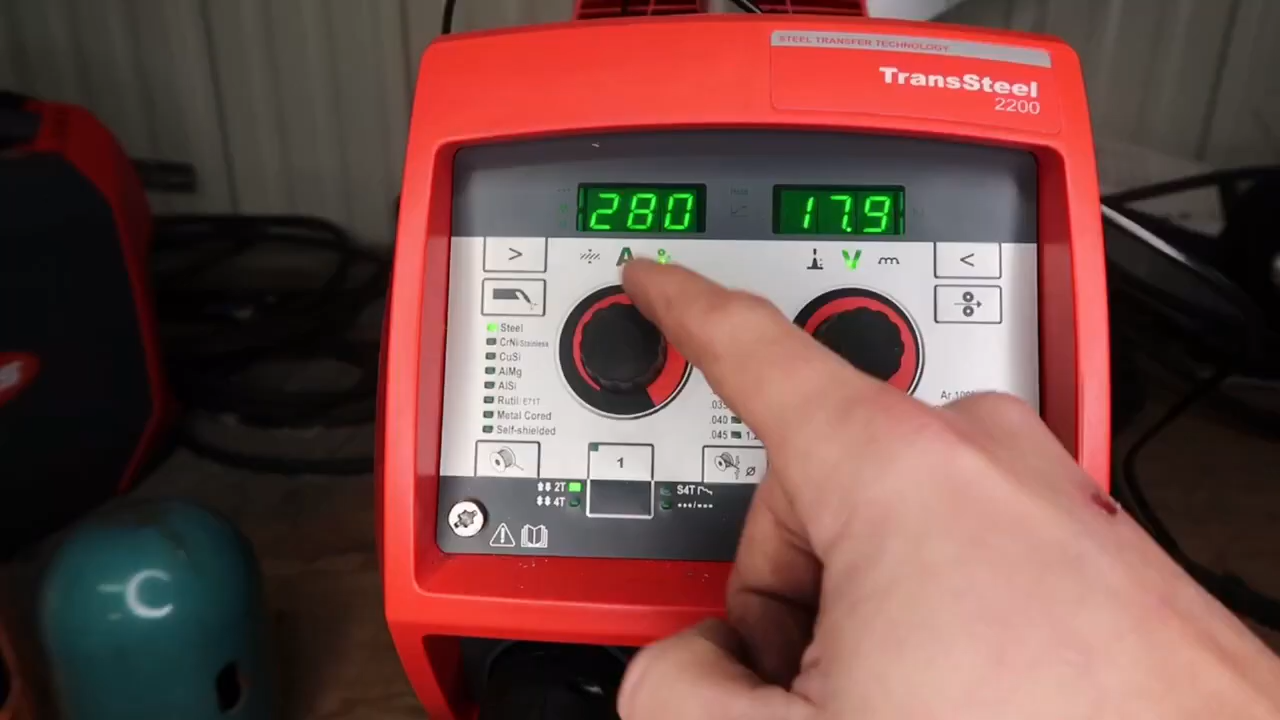 STEEL TRANSFER TECHNOLOGY
TransSteel
2200
280
17.9
> A V <
Steel
CrNi Stainless
CuSi
AlMg
AlSi
Rutil E71T
Metal Cored
Self-shielded
.035
.040
.045
1
2T
4T
S4T